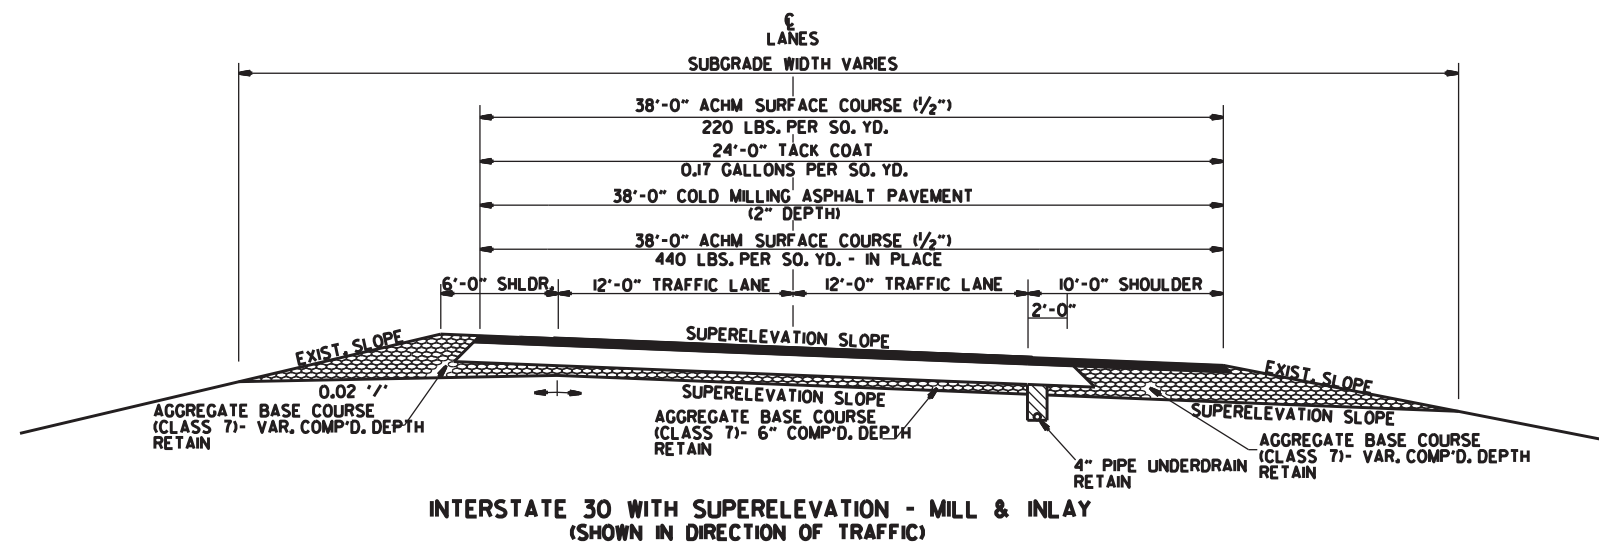 ℄
LANES
SUBGRADE WIDTH VARIES
38'-0" ACHM SURFACE COURSE (1/2")
220 LBS. PER SQ. YD.
24'-0" TACK COAT
0.17 GALLONS PER SQ. YD.
38'-0" COLD MILLING ASPHALT PAVEMENT
(2" DEPTH)
38'-0" ACHM SURFACE COURSE (1/2")
440 LBS. PER SQ. YD. - IN PLACE
6'-0" SHLDR. 12'-0" TRAFFIC LANE 12'-0" TRAFFIC LANE 10'-0" SHOULDER
2'-0"
EXIST. SLOPE SUPERELEVATION SLOPE EXIST. SLOPE
0.02 '/' SUPERELEVATION SLOPE SUPERELEVATION SLOPE
AGGREGATE BASE COURSE
(CLASS 7)- VAR. COMP'D. DEPTH
RETAIN
AGGREGATE BASE COURSE
(CLASS 7)- 6" COMP'D. DEPTH
RETAIN
4" PIPE UNDERDRAIN
RETAIN
AGGREGATE BASE COURSE
(CLASS 7)- VAR. COMP'D. DEPTH
RETAIN
INTERSTATE 30 WITH SUPERELEVATION - MILL & INLAY
(SHOWN IN DIRECTION OF TRAFFIC)